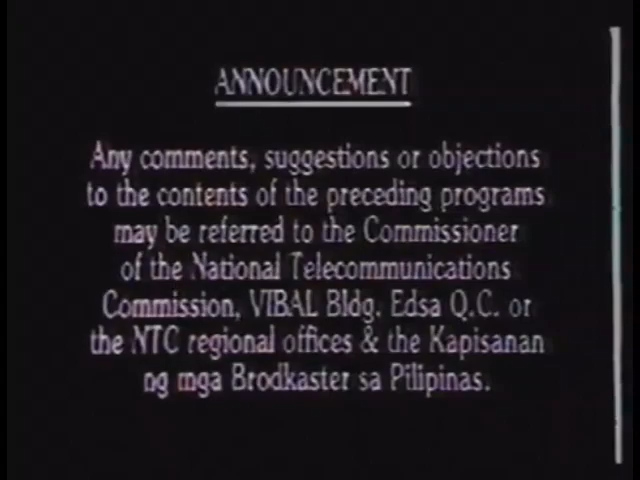 ANNOUNCEMENT
Any comments, suggestions or objections
to the contents of the preceding programs
may be referred to the Commissioner
of the National Telecommunications
Commission, VIBAL Bldg. Edsa Q.C. or
the NTC regional offices & the Kapisanan
ng mga Brodkaster sa Pilipinas.